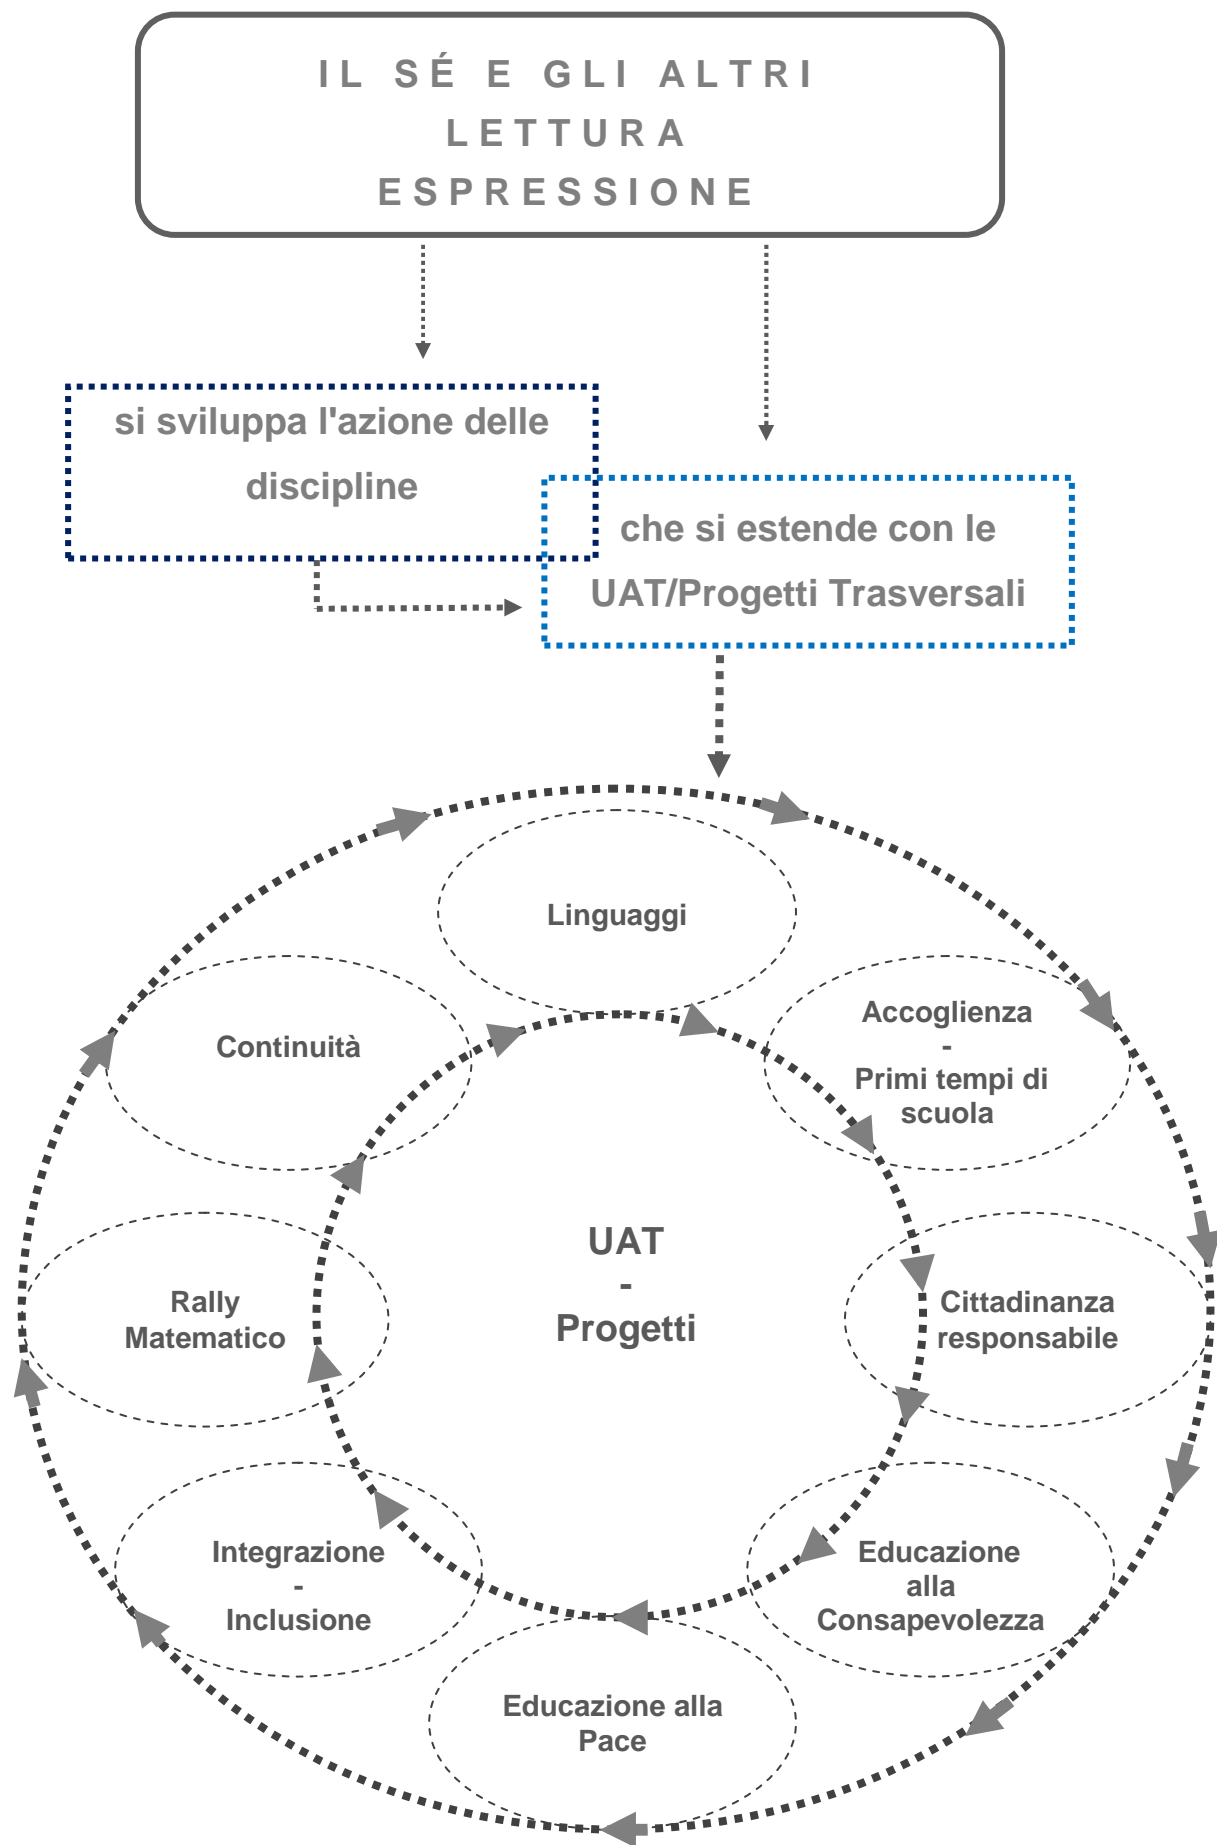 IL SÉ E GLI ALTRI
LETTURA
ESPRESSIONE
si sviluppa l'azione delle
discipline
che si estende con le
UAT/Progetti Trasversali
Linguaggi
Accoglienza
-
Primi tempi di
scuola
Continuità
UAT
-
Progetti
Rally
Matematico
Cittadinanza
responsabile
Integrazione
-
Inclusione
Educazione
alla
Consapevolezza
Educazione alla
Pace